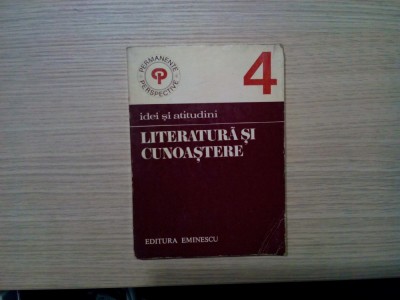 PERMANENȚE
PERSPECTIVE
4
idei și atitudini
LITERATURĂ ȘI
CUNOAȘTERE
EDITURA EMINESCU